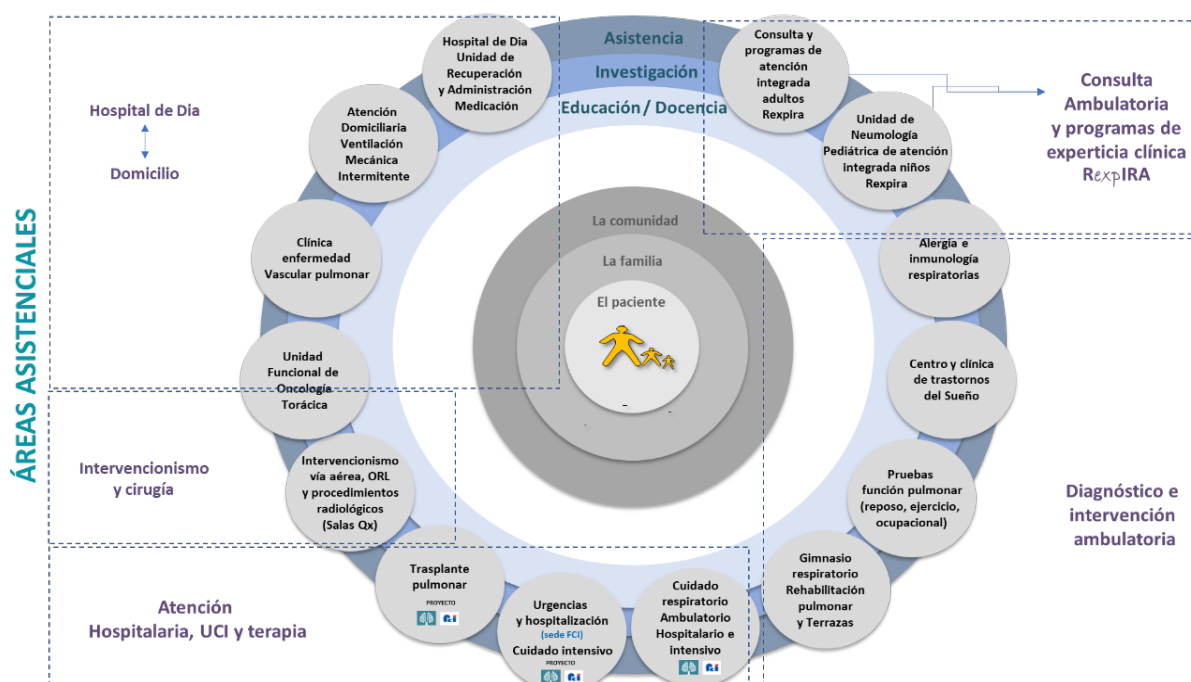 ÁREAS ASISTENCIALES
Hospital de Dia
Domicilio
Intervencionismo
y cirugía
Atención
Hospitalaria, UCI y terapia
Asistencia
Investigación
Educación / Docencia
La comunidad
La familia
El paciente
Hospital de Dia
Unidad de
Recuperación
y Administración
Medicación
Atención
Domiciliaria
Ventilación
Mecánica
Intermitente
Clínica
enfermedad
Vascular pulmonar
Unidad
Funcional de
Oncología
Torácica
Intervencionismo
vía aérea, ORL
y procedimientos
radiológicos
(Salas Qx)
Trasplante
pulmonar
PROYECTO
Urgencias
y hospitalización
(sede FCI)
Cuidado intensivo
PROYECTO
Cuidado
respiratorio
Ambulatorio
Hospitalario e
intensivo
Gimnasio
respiratorio
Rehabilitación
pulmonar
y Terrazas
Pruebas
función pulmonar
(reposo, ejercicio,
ocupacional)
Centro y clínica
de trastornos
del Sueño
Alergia e
inmunología
respiratorias
Unidad de
Neumología
Pediátrica de atención
integrada niños
Rexpira
Consulta y
programas de
atención
integrada
adultos
Rexpira
Consulta
Ambulatoria
y programas de
experticia clínica
RexpIRA
Diagnóstico e
intervención
ambulatoria